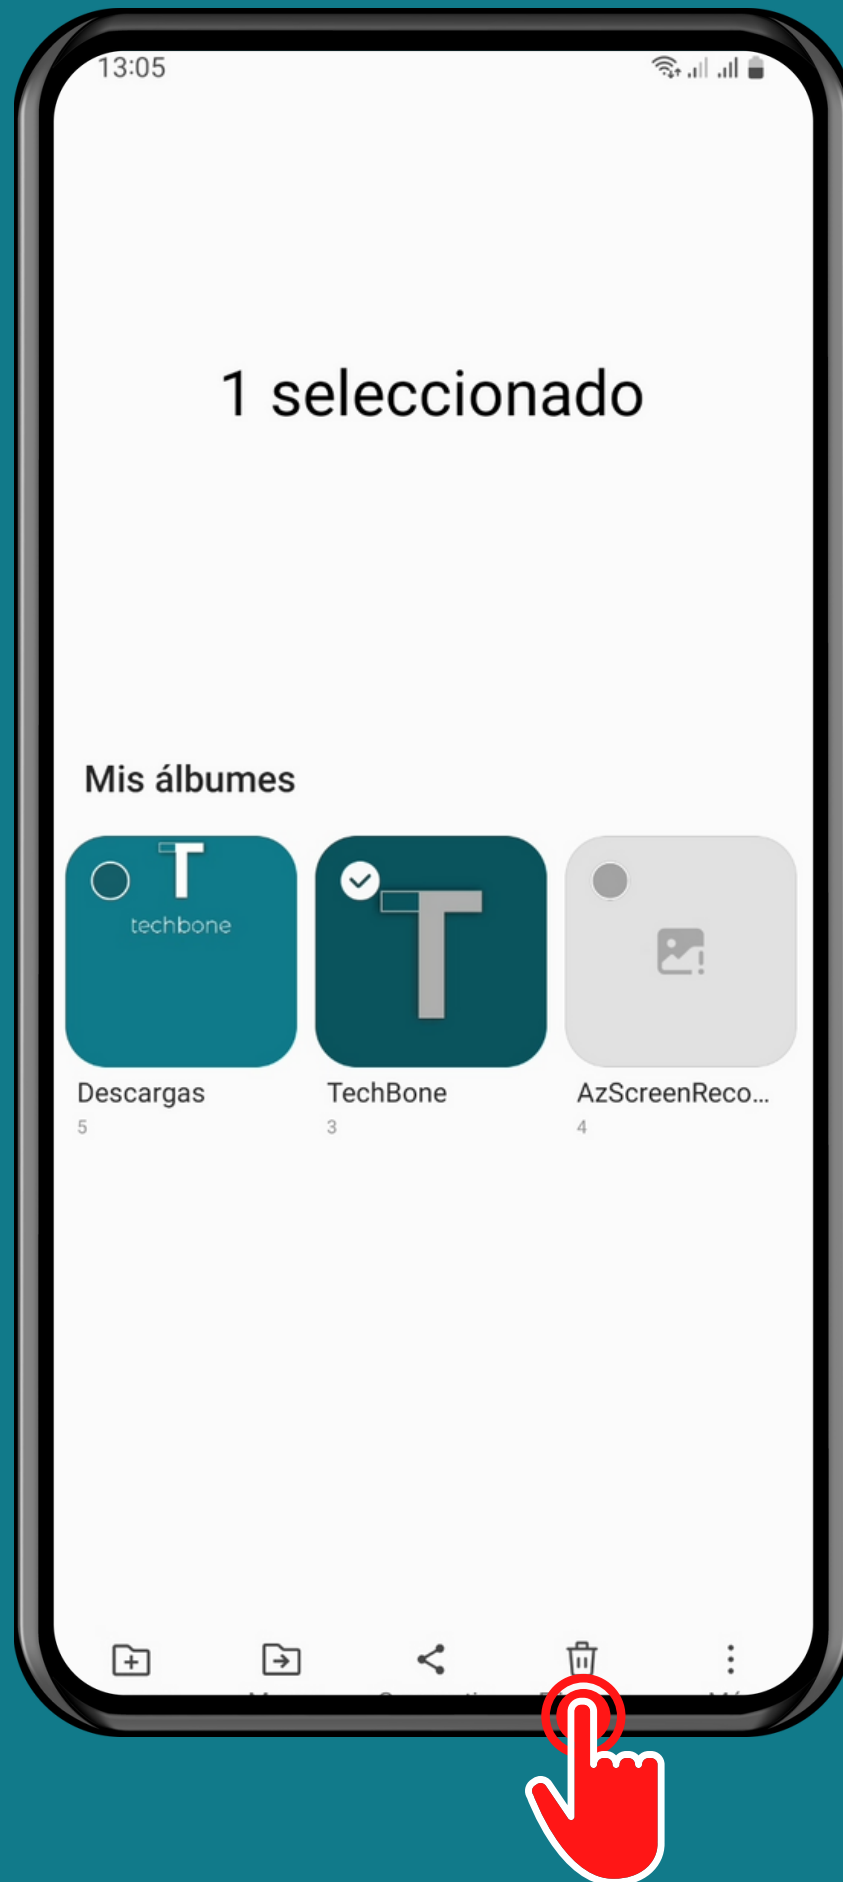 13:05
1 seleccionado
Mis álbumes
techbone
Descargas
5
TechBone
3
AzScreenReco...
4